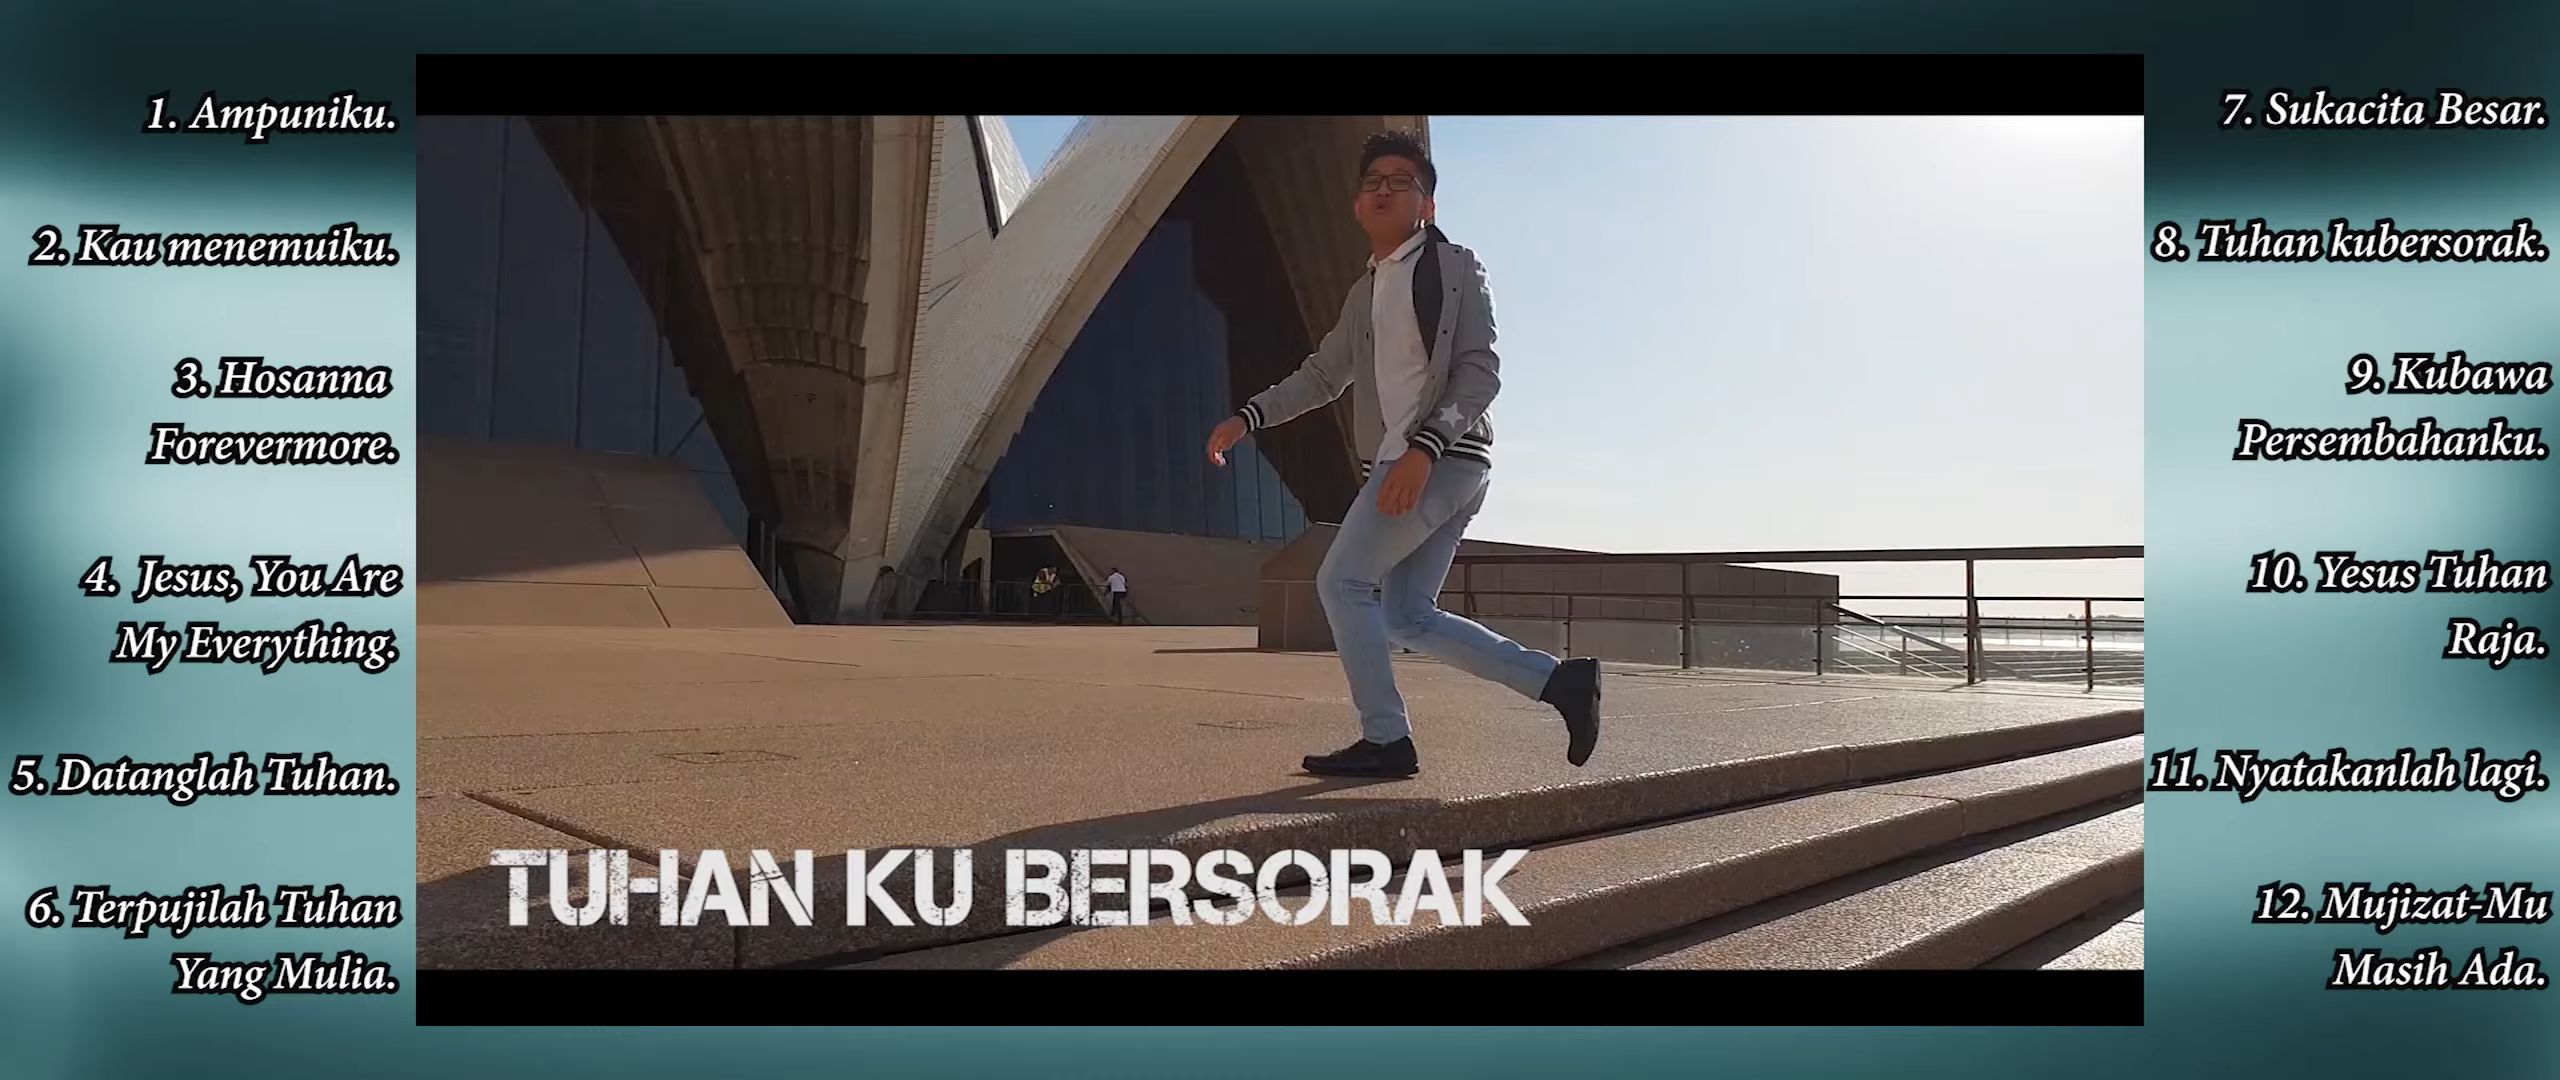 1. Ampuniku.
2. Kau menemuiku.
3. Hosanna
Forevermore.
4. Jesus, You Are
My Everything.
5. Datanglah Tuhan.
6. Terpujilah Tuhan
Yang Mulia.
TUHAN KU BERSORAK
7. Sukacita Besar.
8. Tuhan kubersorak.
9. Kubawa
Persembahanku.
10. Yesus Tuhan
Raja.
11. Nyatakanlah lagi.
12. Mujizat-Mu
Masih Ada.